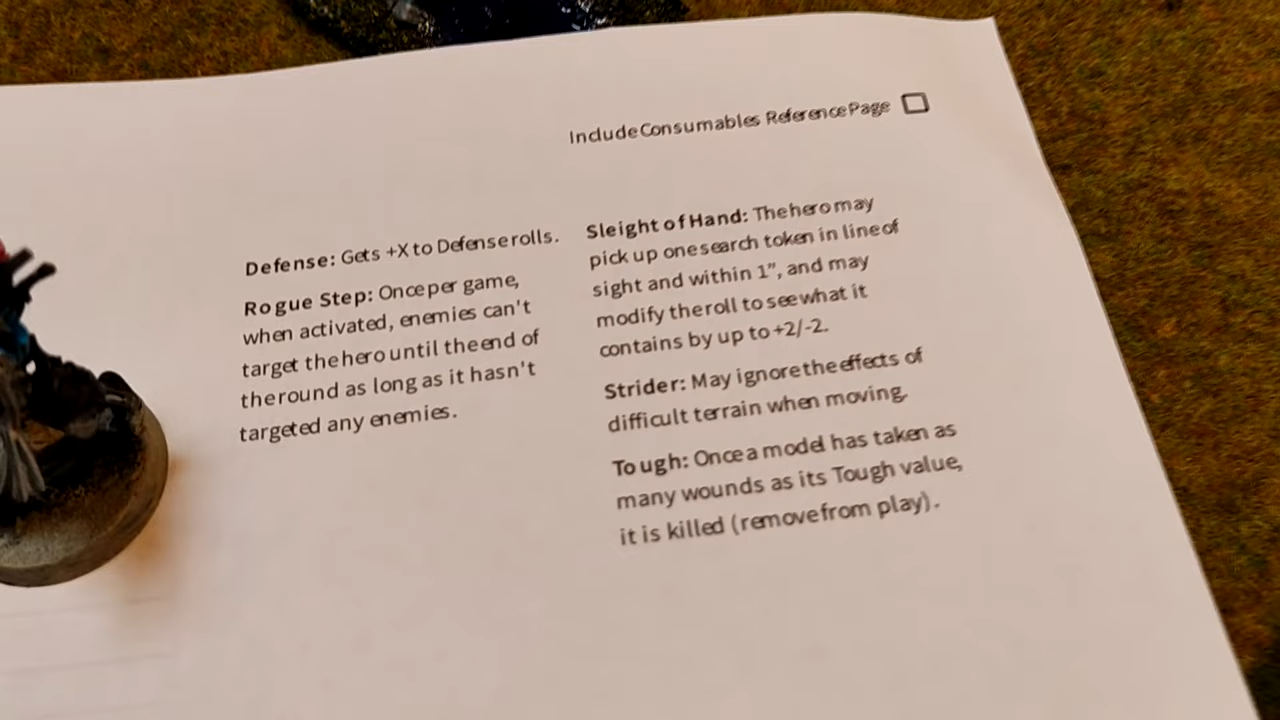 Include Consumables Reference Page
Defense: Gets +X to Defense rolls.
Rogue Step: Once per game,
when activated, enemies can't
target the hero until the end of
the round as long as it hasn't
targeted any enemies.
Sleight of Hand: The hero may
pick up one search token in line of
sight and within 1”, and may
modify the roll to see what it
contains by up to +2/-2.
Strider: May ignore the effects of
difficult terrain when moving.
Tough: Once a model has taken as
many wounds as its Tough value,
it is killed (remove from play).